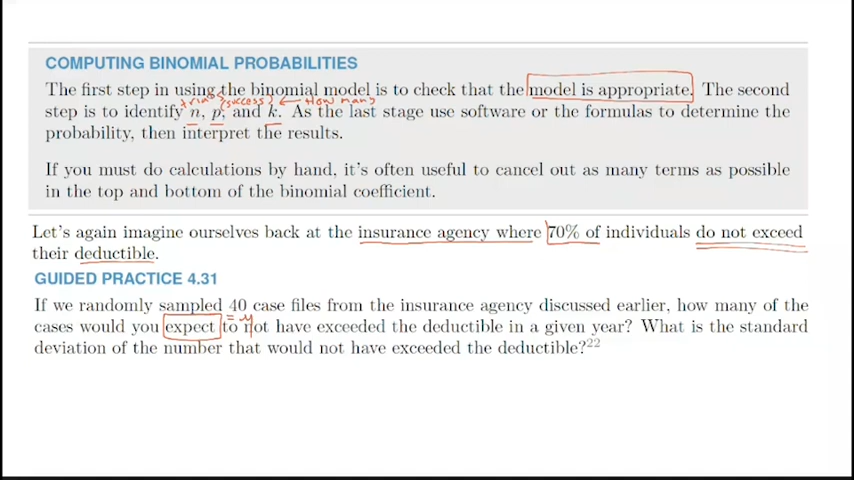 COMPUTING BINOMIAL PROBABILITIES
The first step in using the binomial model is to check that the model is appropriate. The second
trials (success) ← How many
step is to identify n, p, and k. As the last stage use software or the formulas to determine the
probability, then interpret the results.
If you must do calculations by hand, it's often useful to cancel out as many terms as possible
in the top and bottom of the binomial coefficient.
Let's again imagine ourselves back at the insurance agency where 70% of individuals do not exceed
their deductible.
GUIDED PRACTICE 4.31
If we randomly sampled 40 case files from the insurance agency discussed earlier, how many of the
= μ
cases would you expect to not have exceeded the deductible in a given year? What is the standard
deviation of the number that would not have exceeded the deductible?22